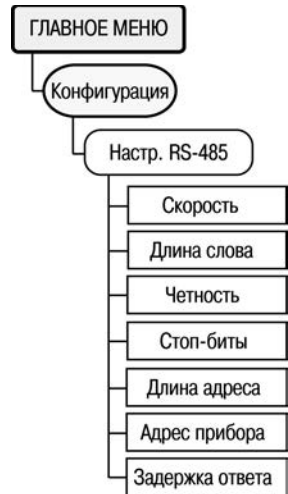 ГЛАВНОЕ МЕНЮ
Конфигурация
Настр. RS-485
Скорость
Длина слова
Четность
Стоп-биты
Длина адреса
Адрес прибора
Задержка ответа